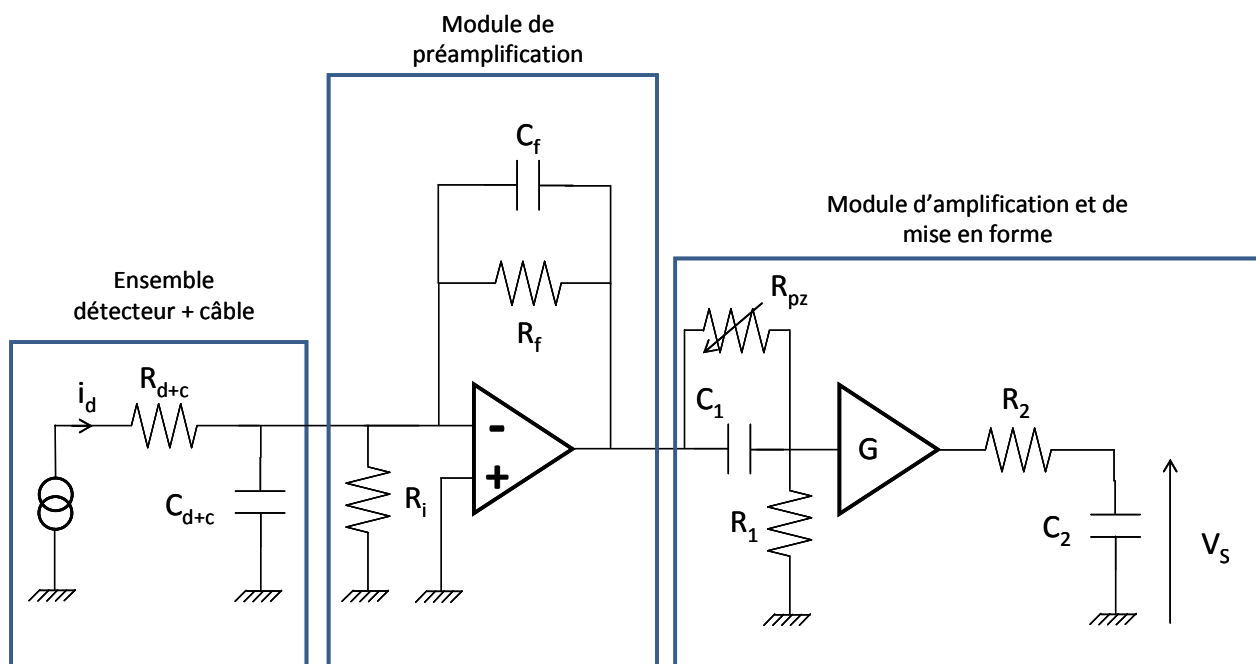 Module de
préamplification
C_f
R_f
Module d'amplification et de
mise en forme
Ensemble
détecteur + câble
R_pz
i_d
R_d+c
C_d+c
R_i
-
+
C_1
R_1
G
R_2
C_2
V_S